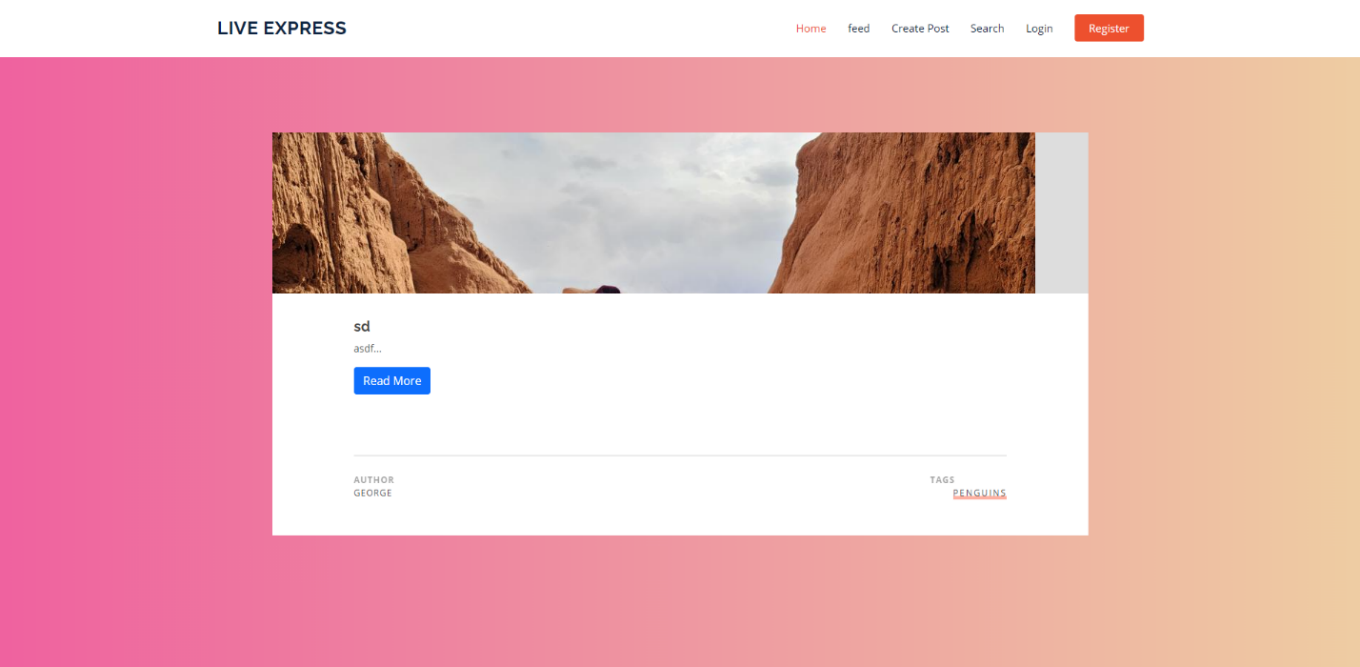 LIVE EXPRESS
Home feed Create Post Search Login Register
sd
asdf...
Read More
AUTHOR
GEORGE
TAGS
PENGUINS